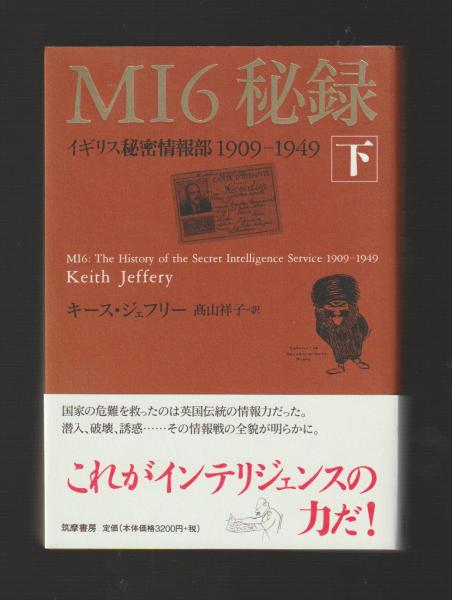 MI6 秘録
イギリス秘密情報部 1909-1949
下
MI6: The History of the Secret Intelligence Service 1909-1949
Keith Jeffery
キース・ジェフリー 髙山祥子・訳
国家の危難を救ったのは英国伝統の情報力だった。
潜入、破壊、誘惑……その情報戦の全貌が明らかに。
これがインテリジェンスの
力だ!
筑摩書房 定価(本体価格3200円+税)